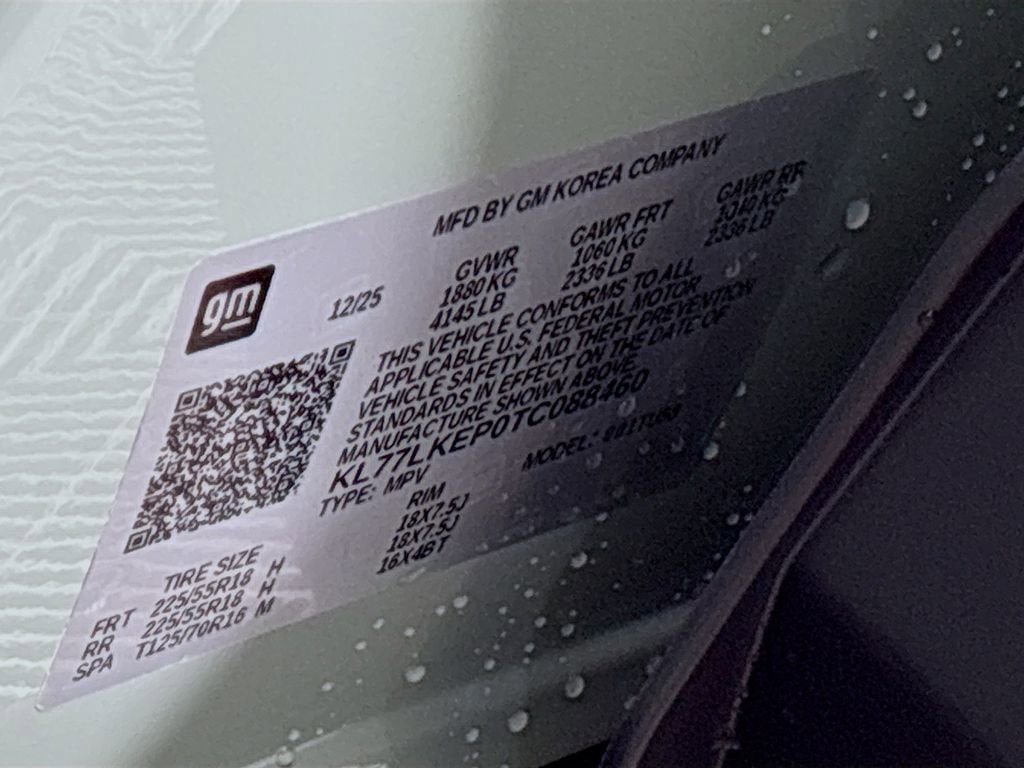 MFD BY GM KOREA COMPANY
gm
12/25
GVWR GAWR FRT GAWR RR
1880 KG 1060 KG 1040 KG
4145 LB 2336 LB
THIS VEHICLE CONFORMS TO ALL
APPLICABLE U.S. FEDERAL MOTOR
VEHICLE SAFETY AND THEFT PREVENTION
STANDARDS IN EFFECT ON THE DATE OF
MANUFACTURE SHOWN ABOVE.
KL77LKEP0TC088460
TYPE: MPV MODEL:
TIRE SIZE RIM
FRT 225/55R18 H 18X7.5J
RR 225/55R18 H 18X7.5J
SPA T125/70R16 M 16X4BT